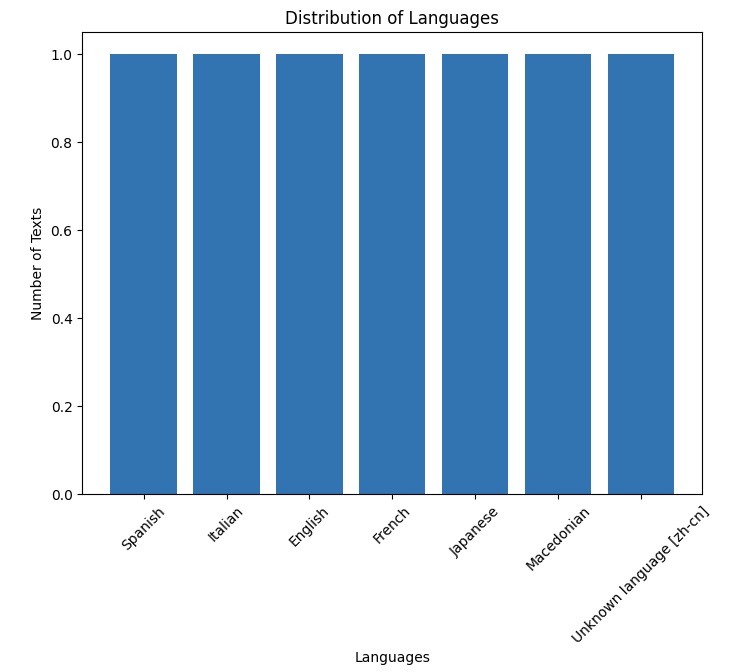 Distribution of Languages
Number of Texts
1.0
0.8
0.6
0.4
0.2
0.0
Spanish
Italian
English
French
Japanese
Macedonian
Unknown language [zh-cn]
Languages